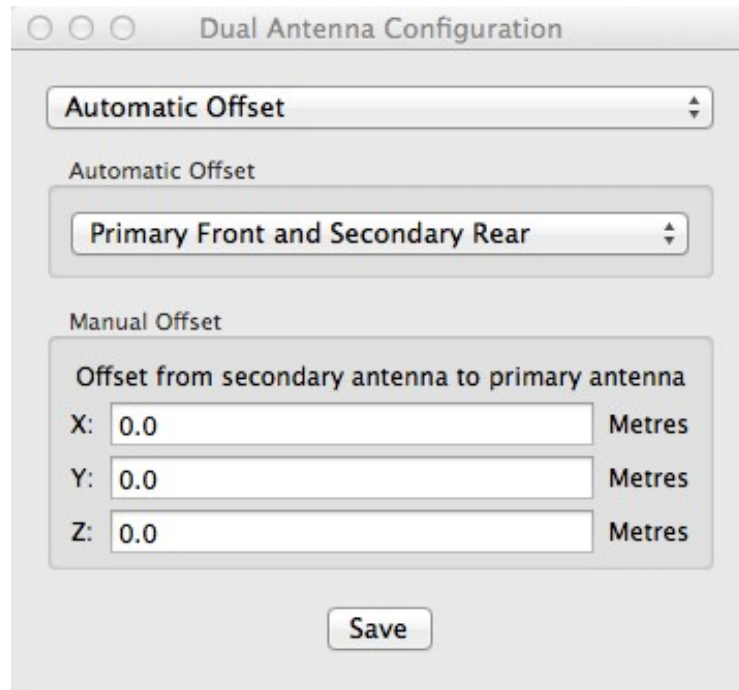 Dual Antenna Configuration
Automatic Offset
Automatic Offset
Primary Front and Secondary Rear
Manual Offset
Offset from secondary antenna to primary antenna
X: 0.0 Metres
Y: 0.0 Metres
Z: 0.0 Metres
Save